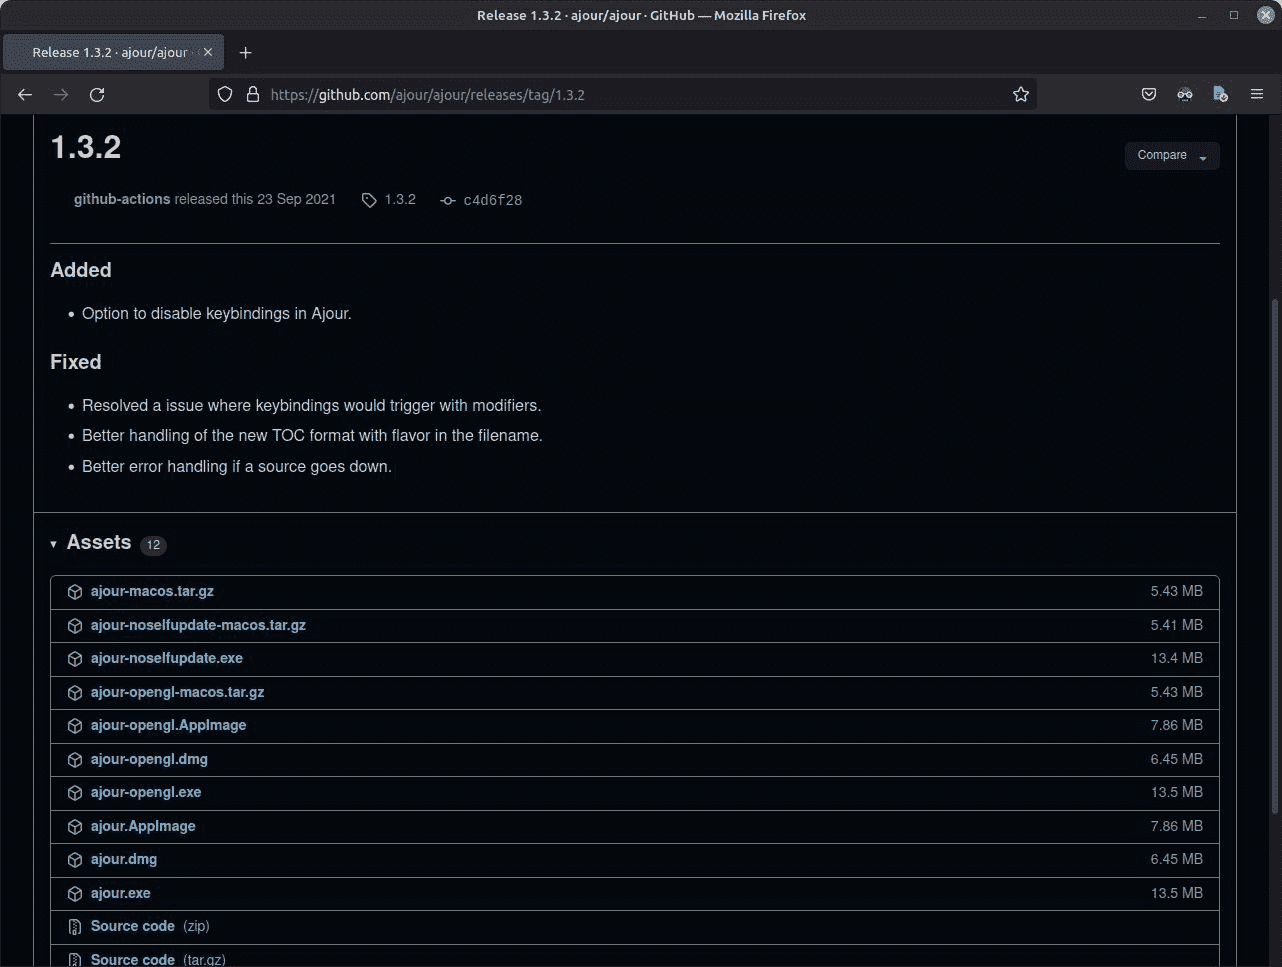 Release 1.3.2 · ajour/ajour · GitHub — Mozilla Firefox
Release 1.3.2 · ajour/ajour ·
https://github.com/ajour/ajour/releases/tag/1.3.2
1.3.2
Compare
github-actions released this 23 Sep 2021 1.3.2 c4d6f28
Added
• Option to disable keybindings in Ajour.
Fixed
• Resolved a issue where keybindings would trigger with modifiers.
• Better handling of the new TOC format with flavor in the filename.
• Better error handling if a source goes down.
Assets 12
ajour-macos.tar.gz 5.43 MB
ajour-noselfupdate-macos.tar.gz 5.41 MB
ajour-noselfupdate.exe 13.4 MB
ajour-opengl-macos.tar.gz 5.43 MB
ajour-opengl.AppImage 7.86 MB
ajour-opengl.dmg 6.45 MB
ajour-opengl.exe 13.5 MB
ajour.AppImage 7.86 MB
ajour.dmg 6.45 MB
ajour.exe 13.5 MB
Source code (zip)
Source code (tar.gz)